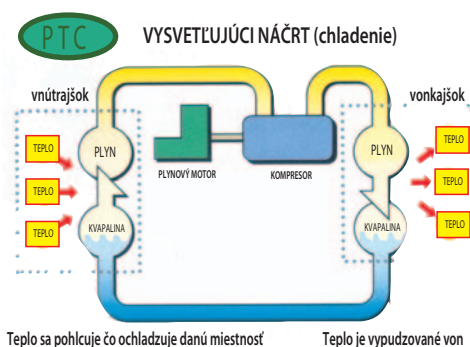 PTC
VYSVETĽUJÚCI NÁČRT (chladenie)
vnútrajšok
vonkajšok
TEPLO
TEPLO
TEPLO
PLYN
KVAPALINA
PLYNOVÝ MOTOR
KOMPRESOR
PLYN
KVAPALINA
TEPLO
TEPLO
TEPLO
Teplo sa pohlcuje čo ochladzuje danú miestnosť
Teplo je vypudzované von